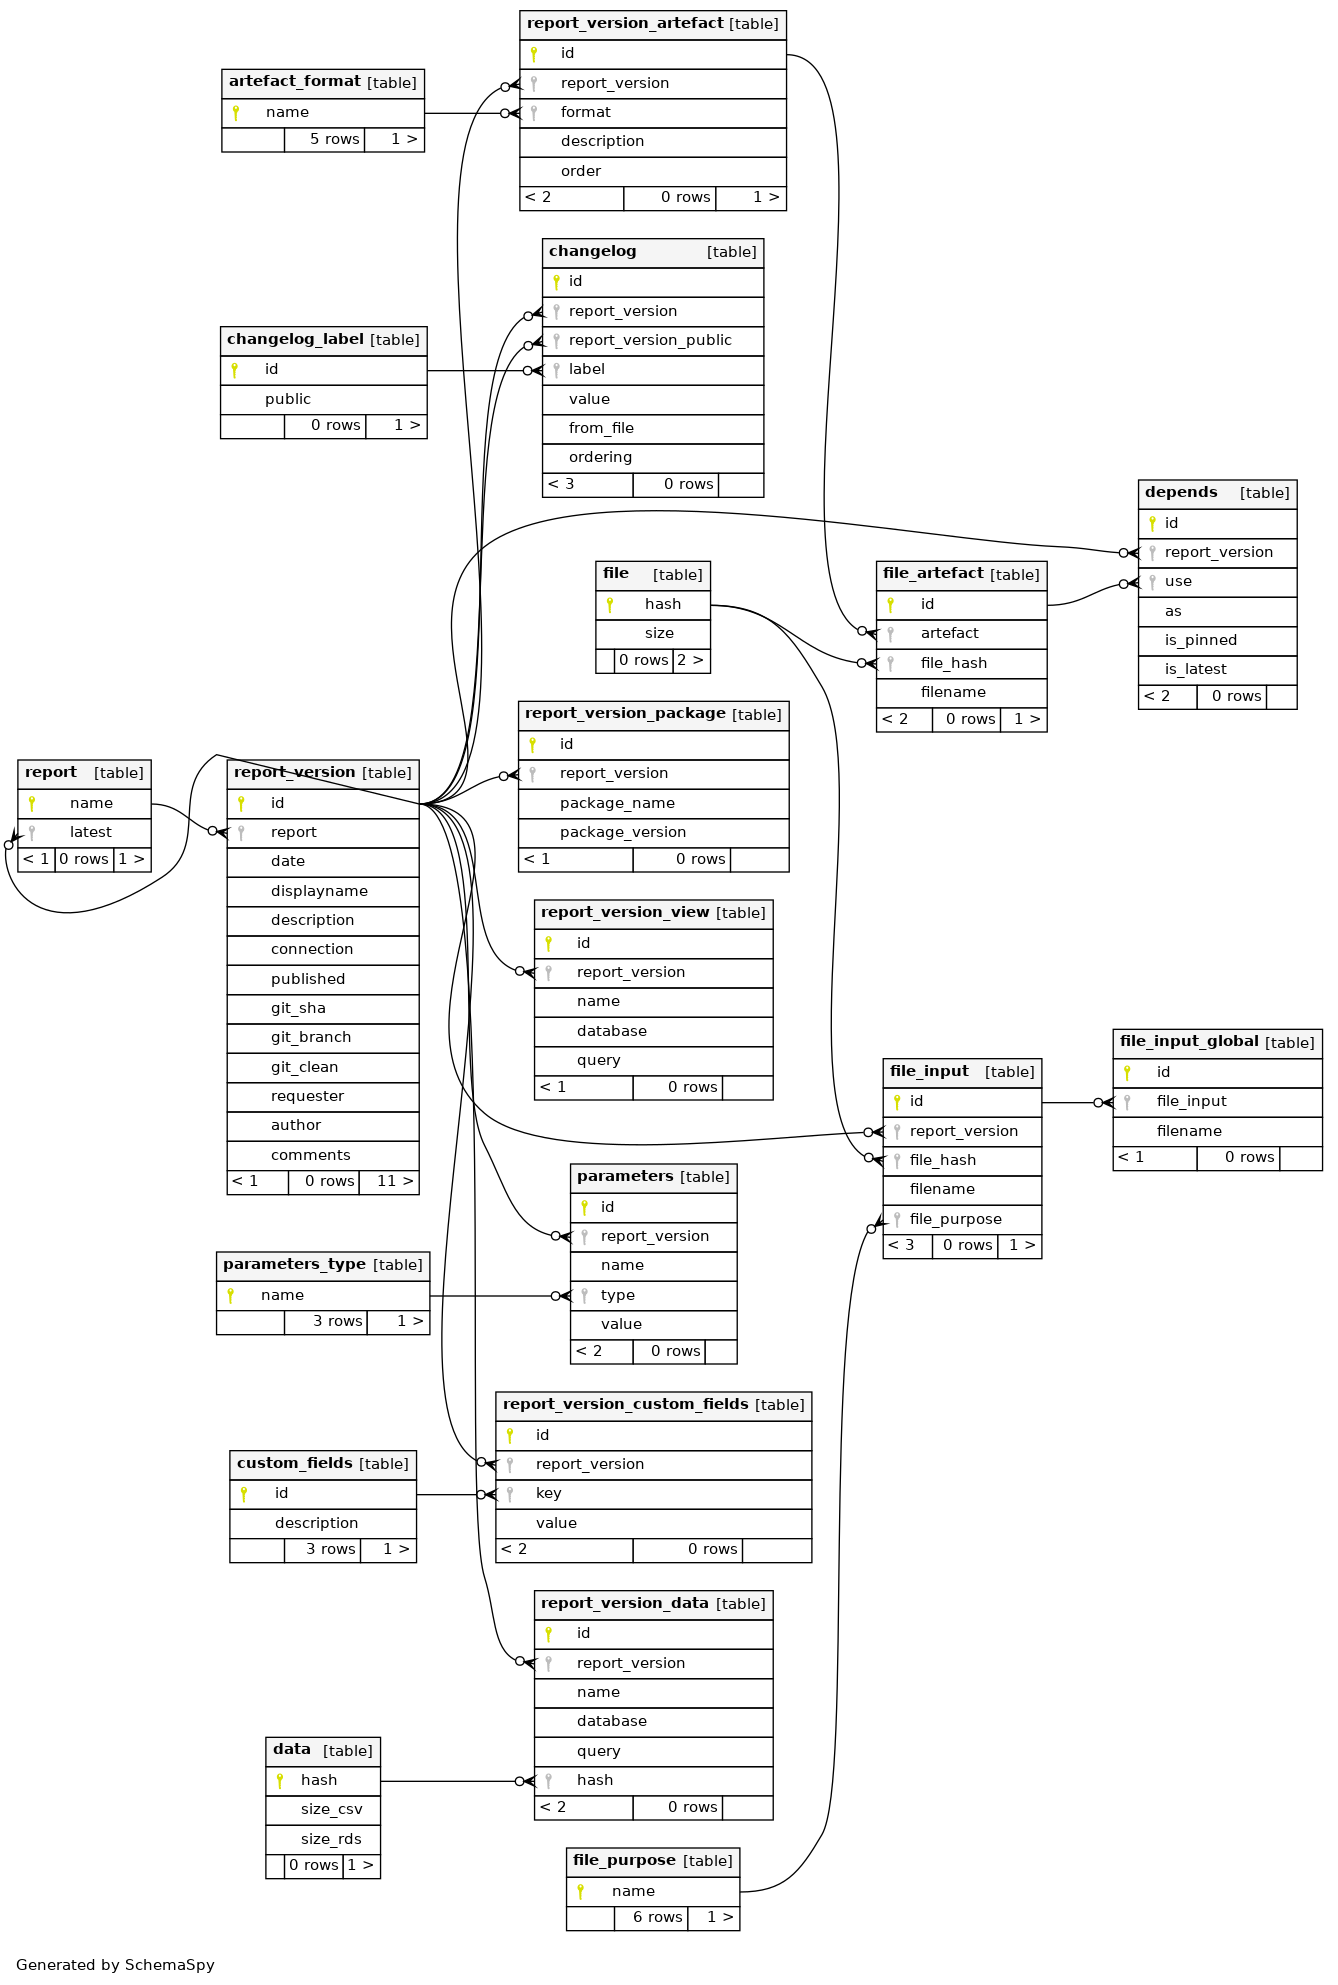 report_version_artefact [table]
id
report_version
format
description
order
< 2 0 rows 1 >
artefact_format [table]
name
5 rows 1 >
changelog [table]
id
report_version
report_version_public
label
value
from_file
ordering
< 3 0 rows
changelog_label [table]
id
public
0 rows 1 >
depends [table]
id
report_version
use
as
is_pinned
is_latest
< 2 0 rows
file [table]
hash
size
0 rows 2 >
file_artefact [table]
id
artefact
file_hash
filename
< 2 0 rows 1 >
report_version_package [table]
id
report_version
package_name
package_version
< 1 0 rows
report [table]
name
latest
< 1 0 rows 1 >
report_version [table]
id
report
date
displayname
description
connection
published
git_sha
git_branch
git_clean
requester
author
comments
< 1 0 rows 11 >
report_version_view [table]
id
report_version
name
database
query
< 1 0 rows
file_input [table]
id
report_version
file_hash
filename
file_purpose
< 3 0 rows 1 >
file_input_global [table]
id
file_input
filename
< 1 0 rows
parameters [table]
id
report_version
name
type
value
< 2 0 rows
parameters_type [table]
name
3 rows 1 >
report_version_custom_fields [table]
id
report_version
key
value
< 2 0 rows
custom_fields [table]
id
description
3 rows 1 >
report_version_data [table]
id
report_version
name
database
query
hash
< 2 0 rows
data [table]
hash
size_csv
size_rds
0 rows 1 >
file_purpose [table]
name
6 rows 1 >
Generated by SchemaSpy